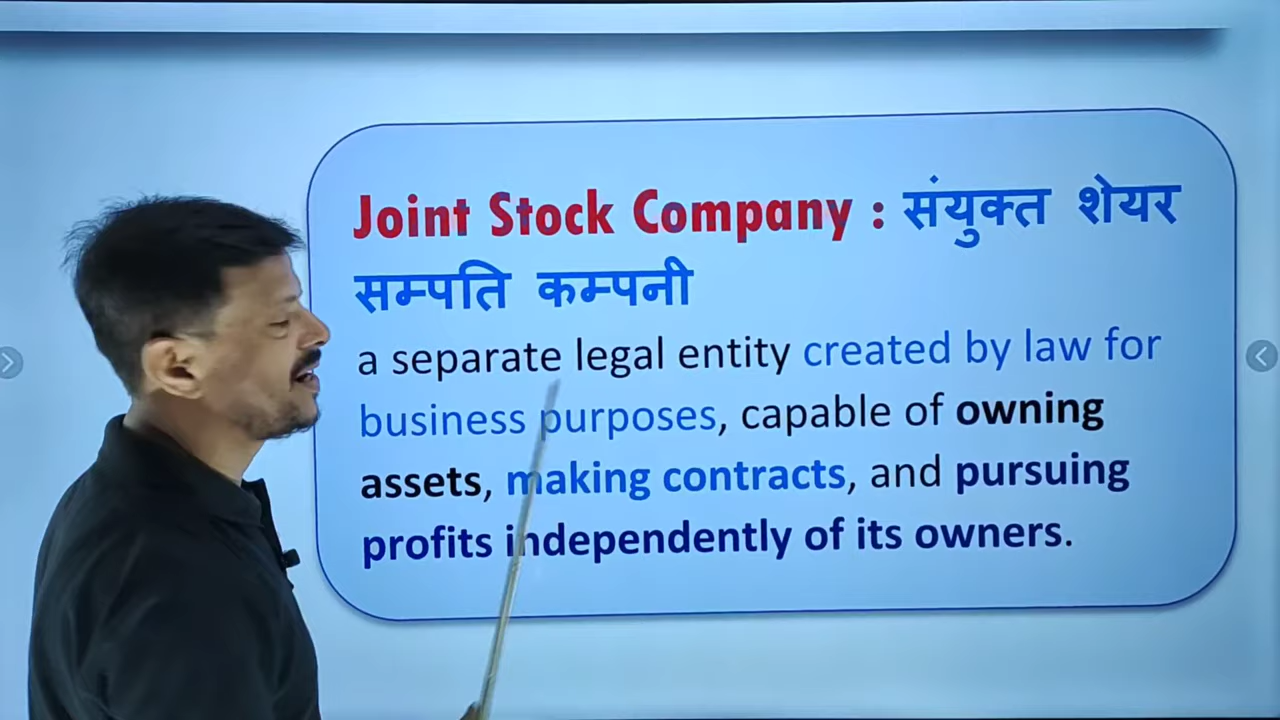 Joint Stock Company : संयुक्त शेयर
सम्पति कम्पनी
a separate legal entity created by law for
business purposes, capable of owning
assets, making contracts, and pursuing
profits independently of its owners.